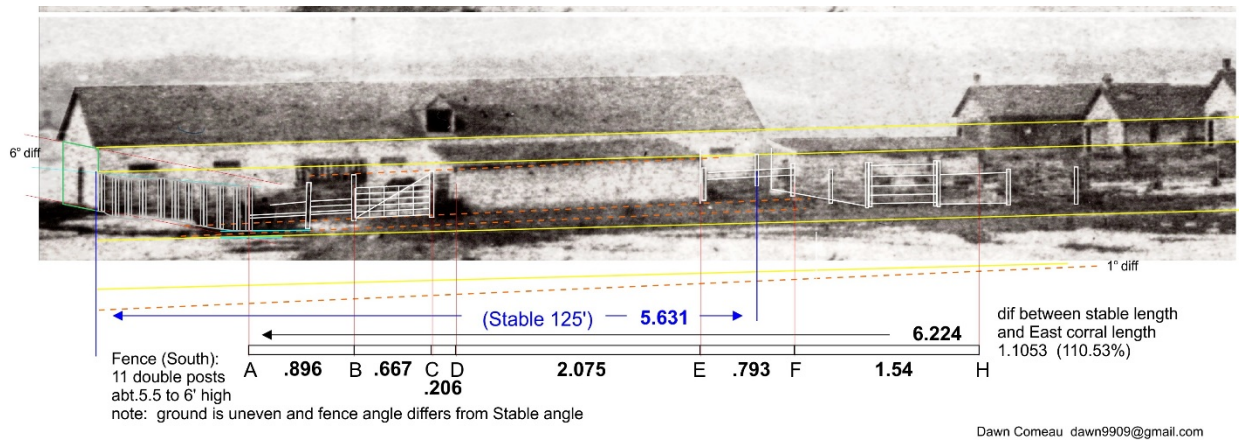 6° diff
1° diff
(Stable 125') 5.631
6.224
dif between stable length
and East corral length
1.1053 (110.53%)
Fence (South):
11 double posts
abt.5.5 to 6' high
note: ground is uneven and fence angle differs from Stable angle
A .896 B .667 C D 2.075 E .793 F 1.54 H
.206
Dawn Comeau dawn9909@gmail.com